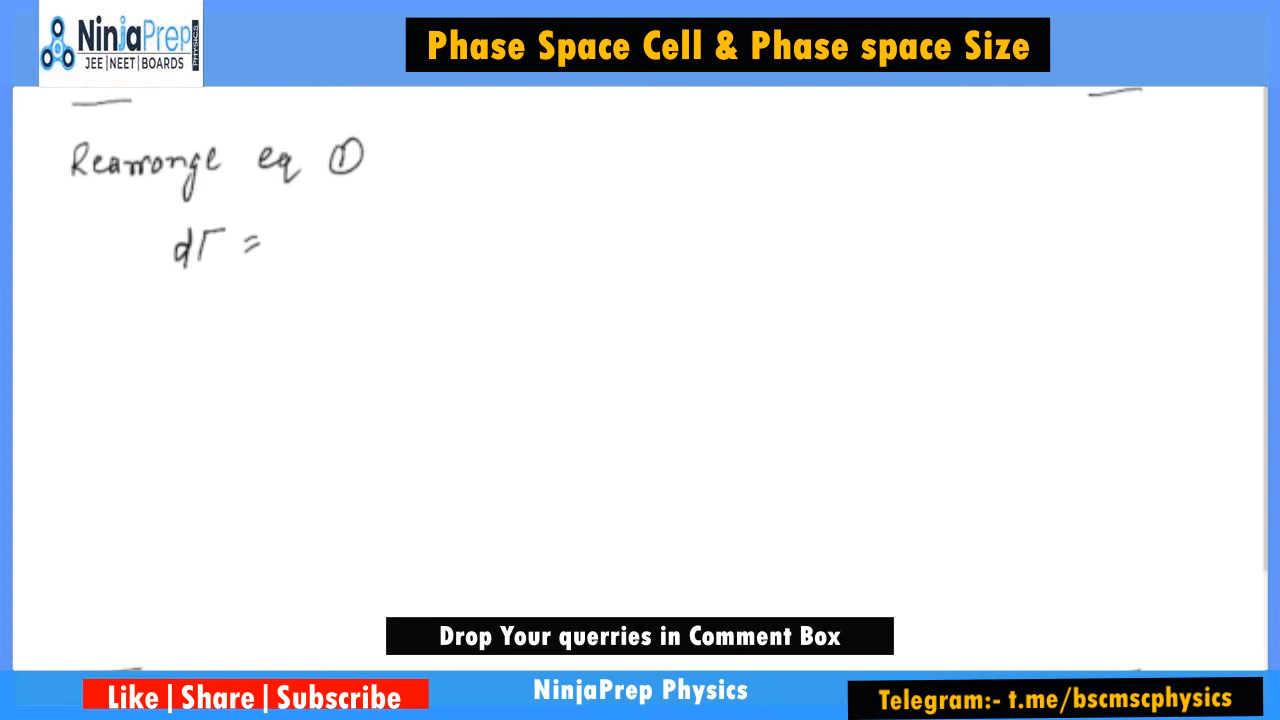 NinjaPrep
JEE | NEET | BOARDS
PHYSICS
Phase Space Cell & Phase space Size
Rearrange eq ①
dΓ =
Drop Your querries in Comment Box
Like | Share | Subscribe
NinjaPrep Physics
Telegram:- t.me/bscmscphysics